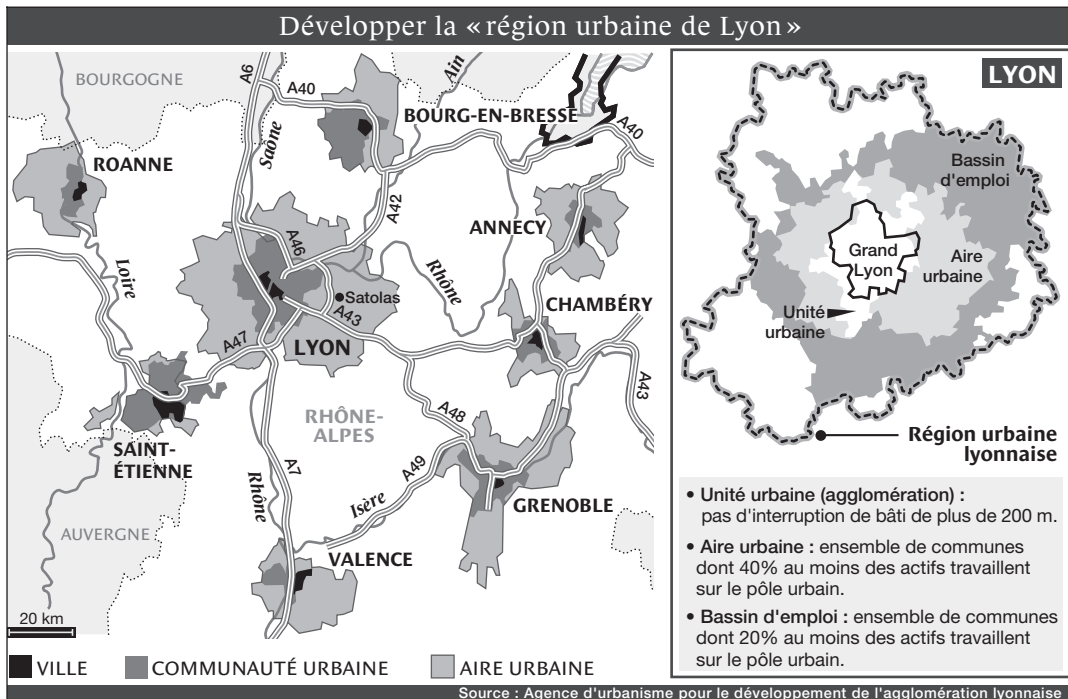 Développer la « région urbaine de Lyon »
BOURGOGNE
A6
A40
Saône
Ain
BOURG-EN-BRESSE
A40
ROANNE
A42
ANNECY
A46
Rhône
Loire
Satolas
CHAMBÉRY
A43
A47
LYON
A43
RHÔNE-
ALPES
A48
SAINT-
ÉTIENNE
A7
A49
Rhône
Isère
GRENOBLE
AUVERGNE
VALENCE
20 km
VILLE
COMMUNAUTÉ URBAINE
AIRE URBAINE
LYON
Bassin
d'emploi
Grand
Lyon
Aire
urbaine
Unité
urbaine
Région urbaine
lyonnaise
• Unité urbaine (agglomération) :
pas d'interruption de bâti de plus de 200 m.
• Aire urbaine : ensemble de communes
dont 40% au moins des actifs travaillent
sur le pôle urbain.
• Bassin d'emploi : ensemble de communes
dont 20% au moins des actifs travaillent
sur le pôle urbain.
Source : Agence d'urbanisme pour le développement de l'agglomération lyonnaise